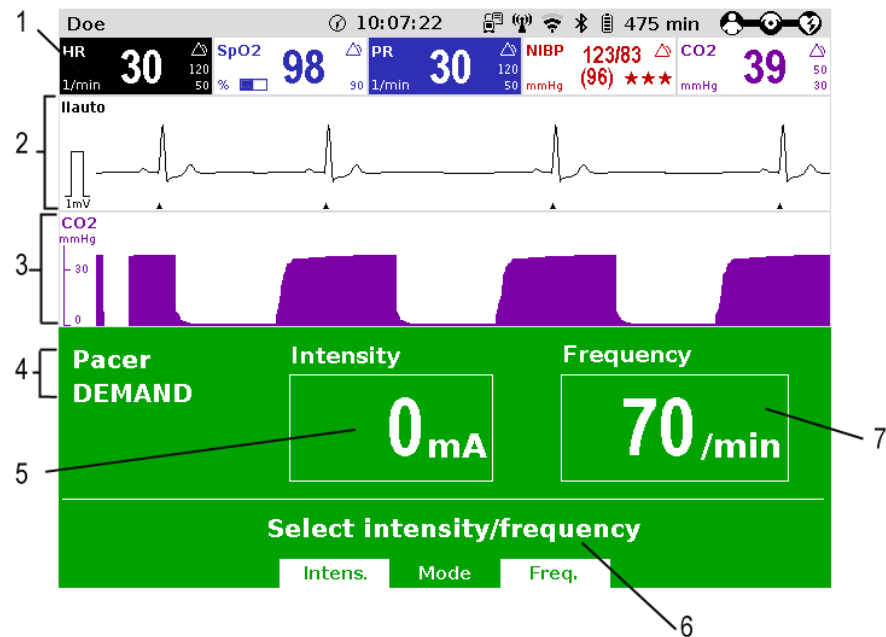 Doe 10:07:22 475 min
HR 30 120 50 1/min
SpO2 98 90 %
PR 30 120 50 1/min
NIBP 123/83 (96) ★★★ mmHg
CO2 39 50 30 mmHg
1
IIauto
1mV
2
CO2
mmHg
30
0
3
Pacer
DEMAND
4
Intensity
0 mA
5
Frequency
70 /min
7
Select intensity/frequency
6
Intens. Mode Freq.